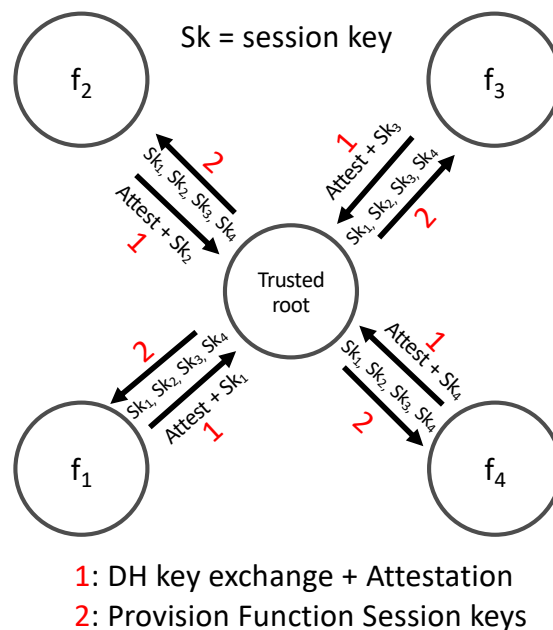 Sk = session key
f₂
f₃
2
Sk₁, Sk₂, Sk₃, Sk₄
Attest + Sk₂
1
1
Attest + Sk₃
Sk₁, Sk₂, Sk₃, Sk₄
2
Trusted
root
2
Sk₁, Sk₂, Sk₃, Sk₄
Attest + Sk₁
1
1
Attest + Sk₄
Sk₁, Sk₂, Sk₃, Sk₄
2
f₁
f₄
1: DH key exchange + Attestation
2: Provision Function Session keys